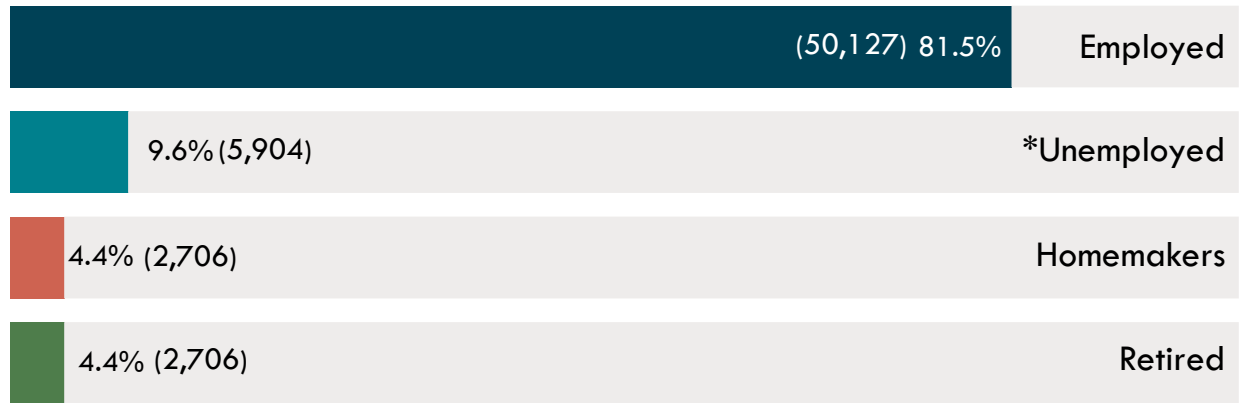 (50,127) 81.5% Employed
9.6% (5,904) *Unemployed
4.4% (2,706) Homemakers
4.4% (2,706) Retired